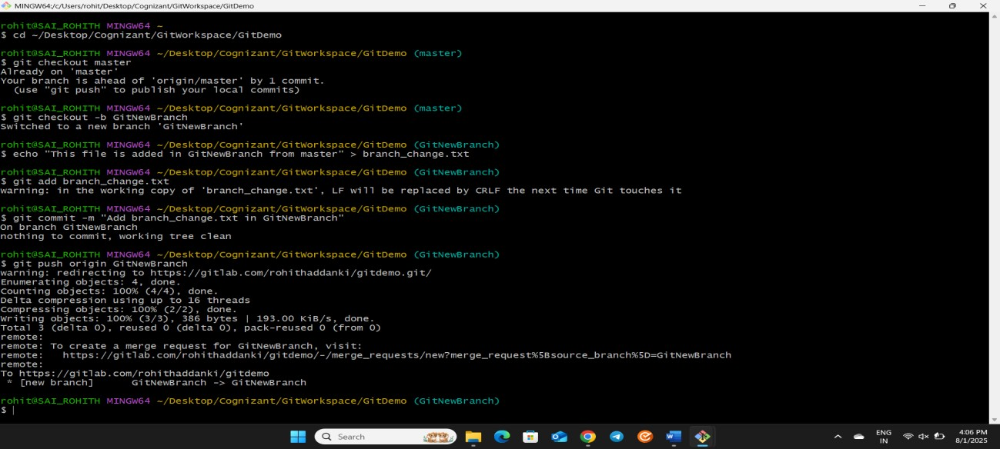 MINGW64:/c/Users/rohit/Desktop/Cognizant/GitWorkspace/GitDemo
rohit@SAI_ROHITH MINGW64 ~
$ cd ~/Desktop/Cognizant/GitWorkspace/GitDemo
rohit@SAI_ROHITH MINGW64 ~/Desktop/Cognizant/GitWorkspace/GitDemo (master)
$ git checkout master
Already on 'master'
Your branch is ahead of 'origin/master' by 1 commit.
(use "git push" to publish your local commits)
rohit@SAI_ROHITH MINGW64 ~/Desktop/Cognizant/GitWorkspace/GitDemo (master)
$ git checkout -b GitNewBranch
Switched to a new branch 'GitNewBranch'
rohit@SAI_ROHITH MINGW64 ~/Desktop/Cognizant/GitWorkspace/GitDemo (GitNewBranch)
$ echo "This file is added in GitNewBranch from master" > branch_change.txt
rohit@SAI_ROHITH MINGW64 ~/Desktop/Cognizant/GitWorkspace/GitDemo (GitNewBranch)
$ git add branch_change.txt
warning: in the working copy of 'branch_change.txt', LF will be replaced by CRLF the next time Git touches it
rohit@SAI_ROHITH MINGW64 ~/Desktop/Cognizant/GitWorkspace/GitDemo (GitNewBranch)
$ git commit -m "Add branch_change.txt in GitNewBranch"
On branch GitNewBranch
nothing to commit, working tree clean
rohit@SAI_ROHITH MINGW64 ~/Desktop/Cognizant/GitWorkspace/GitDemo (GitNewBranch)
$ git push origin GitNewBranch
warning: redirecting to https://gitlab.com/rohithaddanki/gitdemo.git/
Enumerating objects: 4, done.
Counting objects: 100% (4/4), done.
Delta compression using up to 16 threads
Compressing objects: 100% (2/2), done.
Writing objects: 100% (3/3), 386 bytes | 193.00 KiB/s, done.
Total 3 (delta 0), reused 0 (delta 0), pack-reused 0 (from 0)
remote:
remote: To create a merge request for GitNewBranch, visit:
remote:   https://gitlab.com/rohithaddanki/gitdemo/-/merge_requests/new?merge_request%5Bsource_branch%5D=GitNewBranch
remote:
To https://gitlab.com/rohithaddanki/gitdemo
* [new branch]      GitNewBranch -> GitNewBranch
rohit@SAI_ROHITH MINGW64 ~/Desktop/Cognizant/GitWorkspace/GitDemo (GitNewBranch)
$
Search
ENG
IN
4:06 PM
8/1/2025